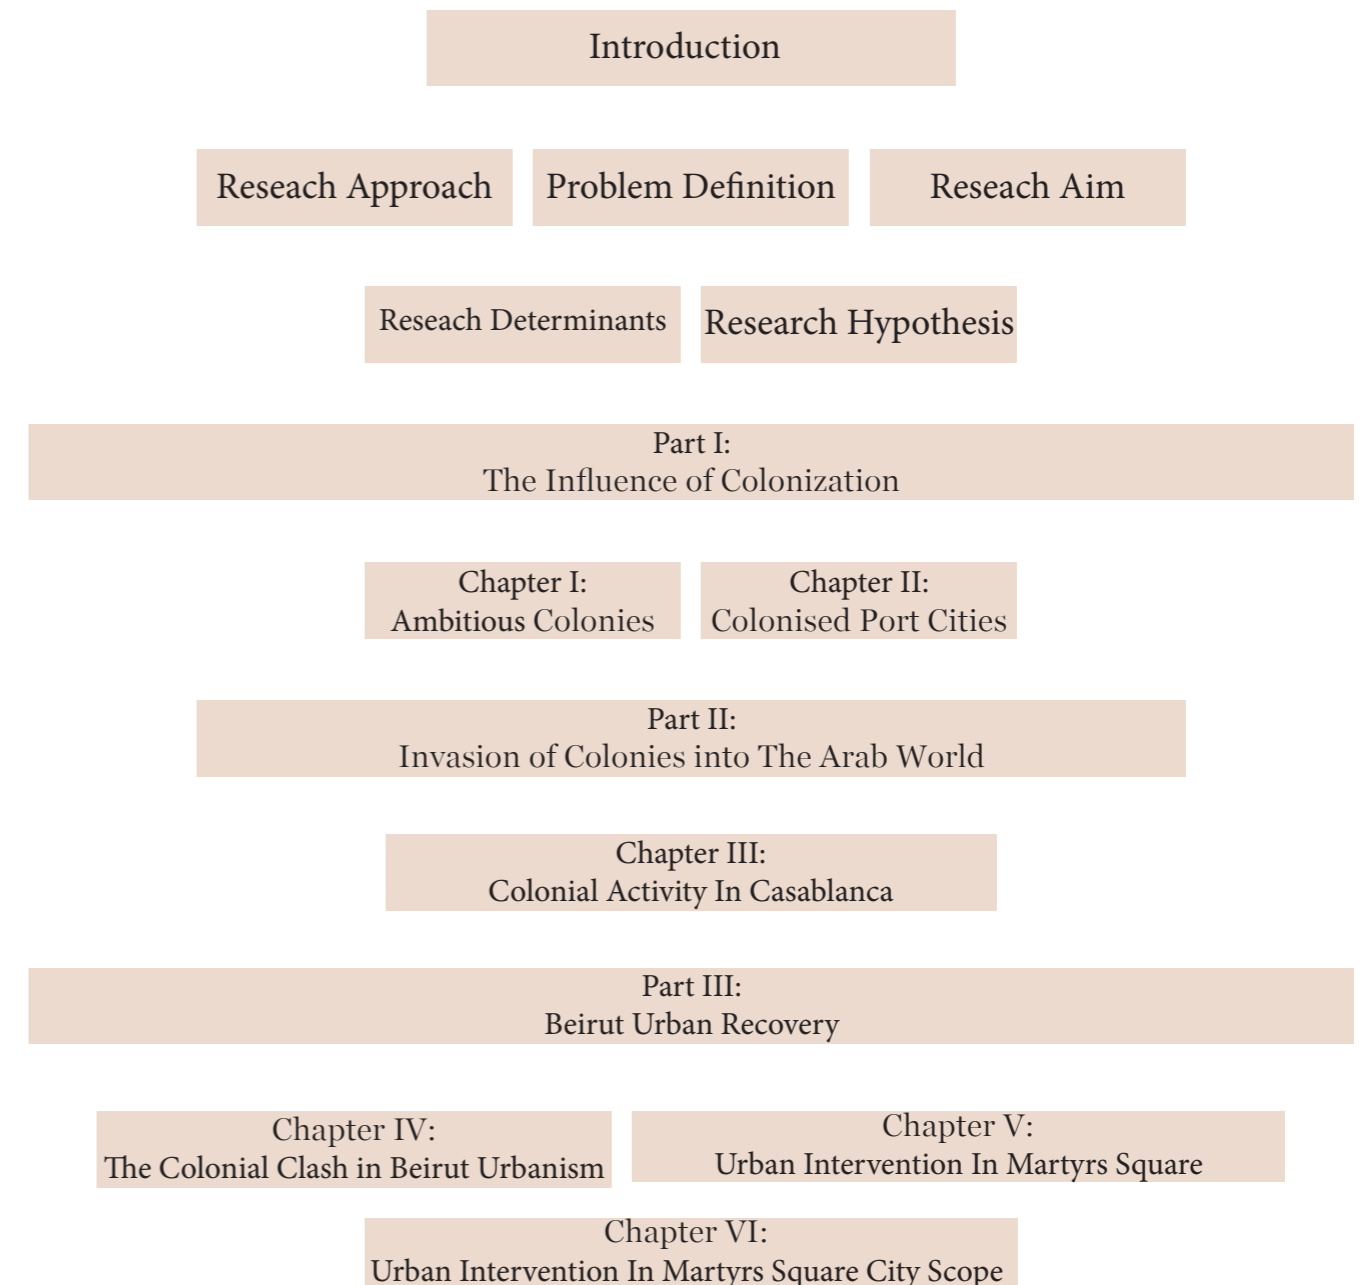 Introduction
Reseach Approach
Problem Definition
Reseach Aim
Reseach Determinants
Research Hypothesis
Part I:
The Influence of Colonization
Chapter I:
Ambitious Colonies
Chapter II:
Colonised Port Cities
Part II:
Invasion of Colonies into The Arab World
Chapter III:
Colonial Activity In Casablanca
Part III:
Beirut Urban Recovery
Chapter IV:
The Colonial Clash in Beirut Urbanism
Chapter V:
Urban Intervention In Martyrs Square
Chapter VI:
Urban Intervention In Martyrs Square City Scope